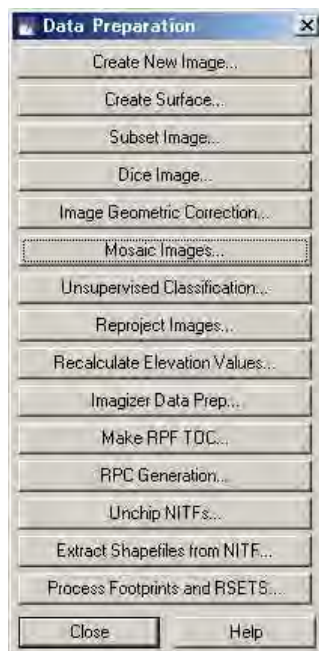 Data Preparation
Create New Image...
Create Surface...
Subset Image...
Dice Image...
Image Geometric Correction...
Mosaic Images...
Unsupervised Classification...
Reproject Images...
Recalculate Elevation Values...
Imagizer Data Prep...
Make RPF TOC...
RPC Generation...
Unchip NITFs...
Extract Shapefiles from NITF...
Process Footprints and RSETS...
Close Help